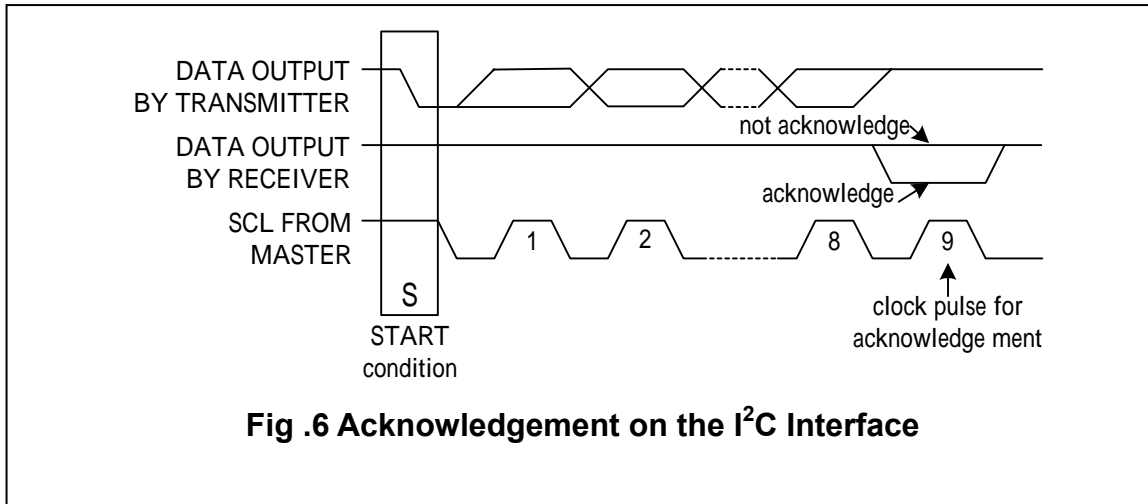 DATA OUTPUT
BY TRANSMITTER
not acknowledge
DATA OUTPUT
BY RECEIVER
acknowledge
SCL FROM
MASTER
1
2
8
9
S
START
condition
clock pulse for
acknowledge ment
Fig .6 Acknowledgement on the I²C Interface